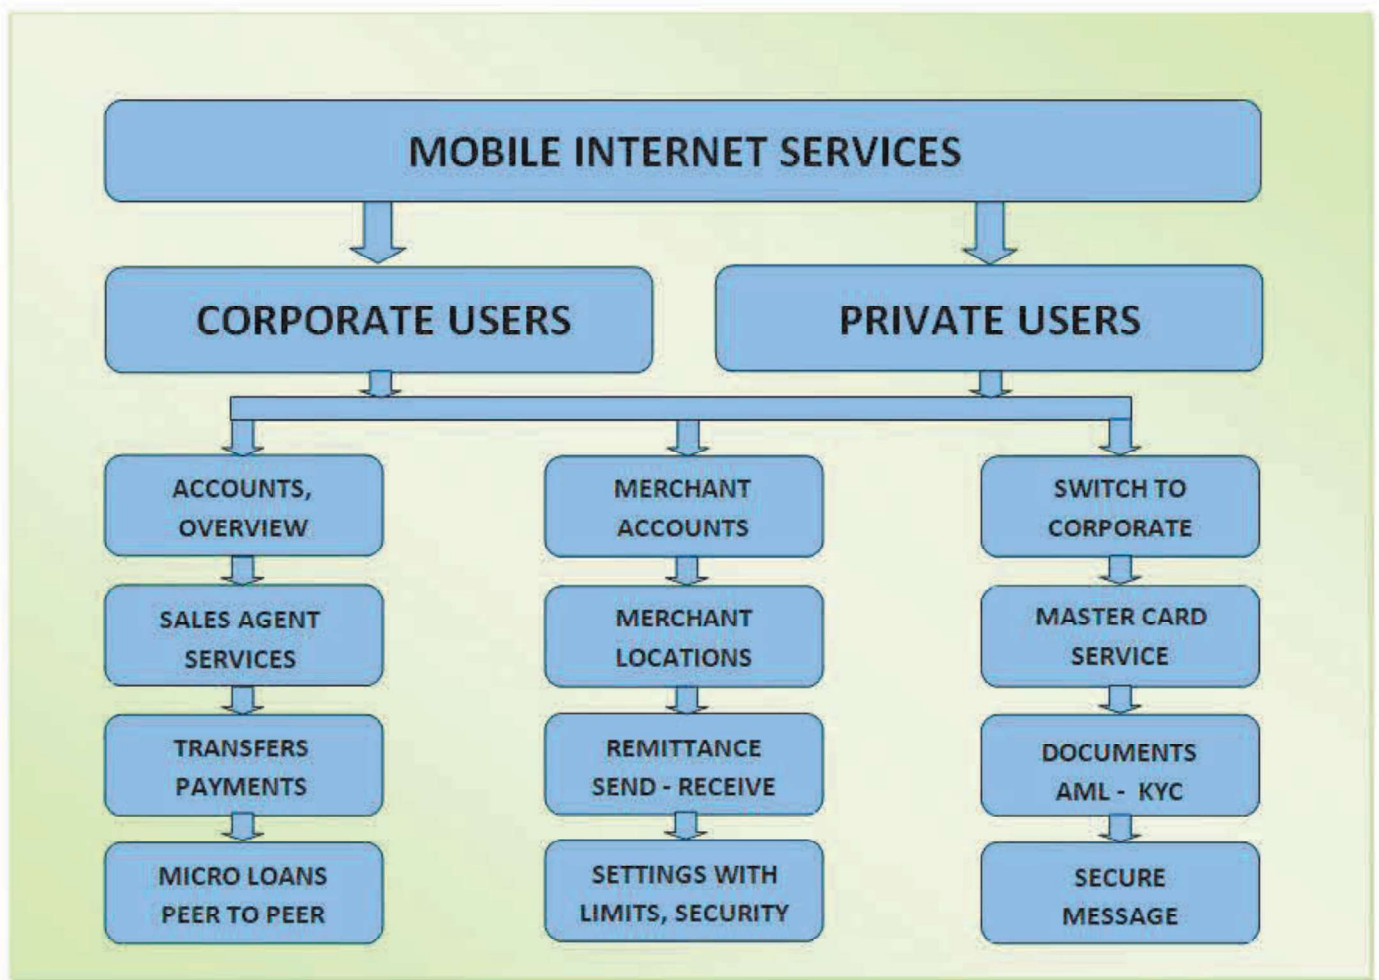 MOBILE INTERNET SERVICES
CORPORATE USERS
PRIVATE USERS
ACCOUNTS,
OVERVIEW
MERCHANT
ACCOUNTS
SWITCH TO
CORPORATE
SALES AGENT
SERVICES
MERCHANT
LOCATIONS
MASTER CARD
SERVICE
TRANSFERS
PAYMENTS
REMITTANCE
SEND - RECEIVE
DOCUMENTS
AML - KYC
MICRO LOANS
PEER TO PEER
SETTINGS WITH
LIMITS, SECURITY
SECURE
MESSAGE